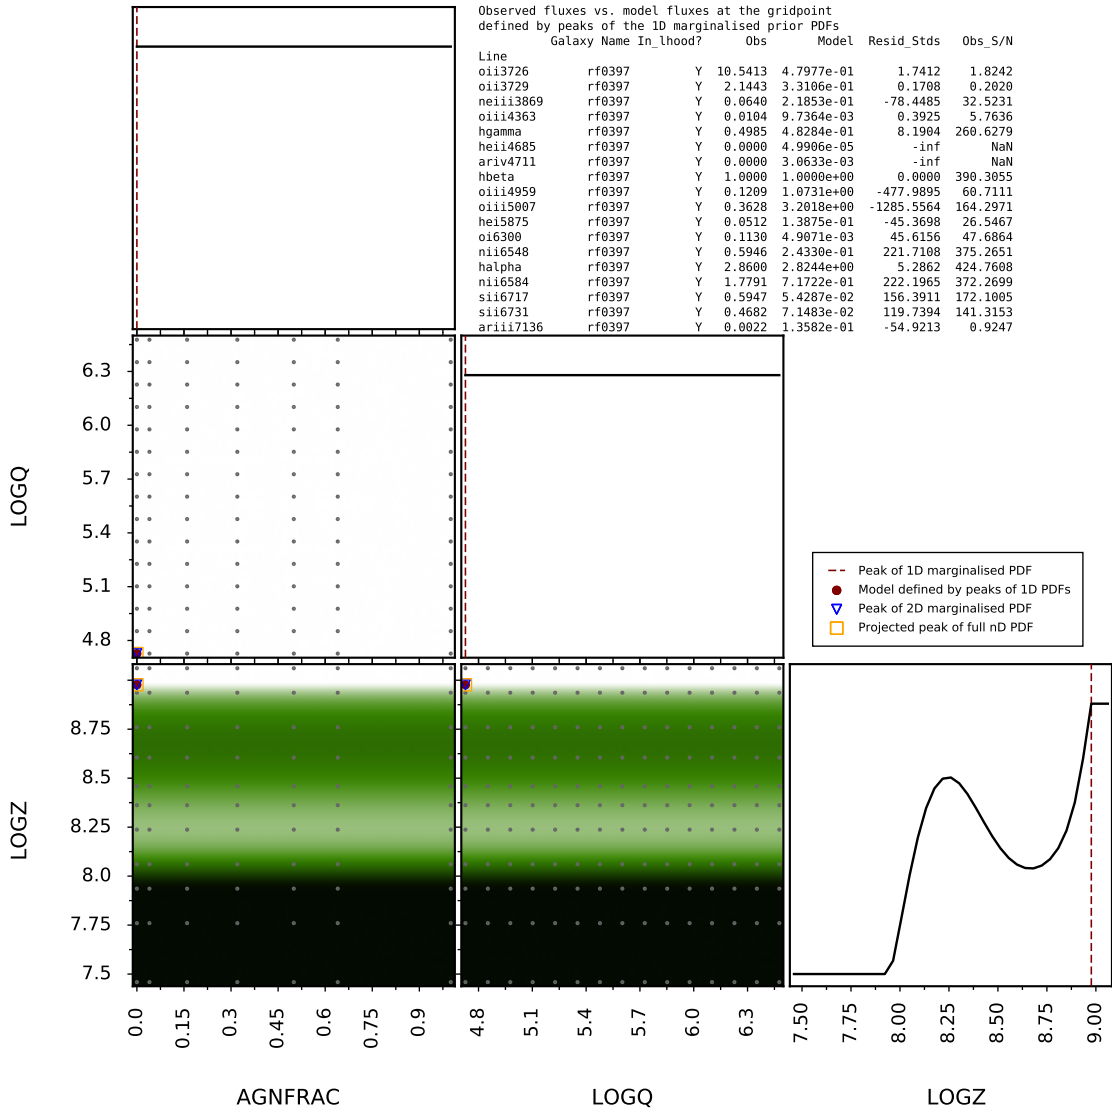 Observed fluxes vs. model fluxes at the gridpoint
defined by peaks of the 1D marginalised prior PDFs
Galaxy Name In_lhood? Obs Model Resid_Stds Obs_S/N
Line
oii3726 rf0397 Y 10.5413 4.7977e-01 1.7412 1.8242
oii3729 rf0397 Y 2.1443 3.3106e-01 0.1708 0.2020
neiii3869 rf0397 Y 0.0640 2.1853e-01 -78.4485 32.5231
oiii4363 rf0397 Y 0.0104 9.7364e-03 0.3925 5.7636
hgamma rf0397 Y 0.4985 4.8284e-01 8.1904 260.6279
heii4685 rf0397 Y 0.0000 4.9906e-05 -inf NaN
ariv4711 rf0397 Y 0.0000 3.0633e-03 -inf NaN
hbeta rf0397 Y 1.0000 1.0000e+00 0.0000 390.3055
oiii4959 rf0397 Y 0.1209 1.0731e+00 -477.9895 60.7111
oiii5007 rf0397 Y 0.3628 3.2018e+00 -1285.5564 164.2971
hei5875 rf0397 Y 0.0512 1.3875e-01 -45.3698 26.5467
oi6300 rf0397 Y 0.1130 4.9071e-03 45.6156 47.6864
nii6548 rf0397 Y 0.5946 2.4330e-01 221.7108 375.2651
halpha rf0397 Y 2.8600 2.8244e+00 5.2862 424.7608
nii6584 rf0397 Y 1.7791 7.1722e-01 222.1965 372.2699
sii6717 rf0397 Y 0.5947 5.4287e-02 156.3911 172.1005
sii6731 rf0397 Y 0.4682 7.1483e-02 119.7394 141.3153
ariii7136 rf0397 Y 0.0022 1.3582e-01 -54.9213 0.9247
LOGQ
6.3
6.0
5.7
5.4
5.1
4.8
Peak of 1D marginalised PDF
Model defined by peaks of 1D PDFs
Peak of 2D marginalised PDF
Projected peak of full nD PDF
LOGZ
8.75
8.5
8.25
8.0
7.75
7.5
0.0 0.15 0.3 0.45 0.6 0.75 0.9
4.8 5.1 5.4 5.7 6.0 6.3
7.50 7.75 8.00 8.25 8.50 8.75 9.00
AGNFRAC LOGQ LOGZ